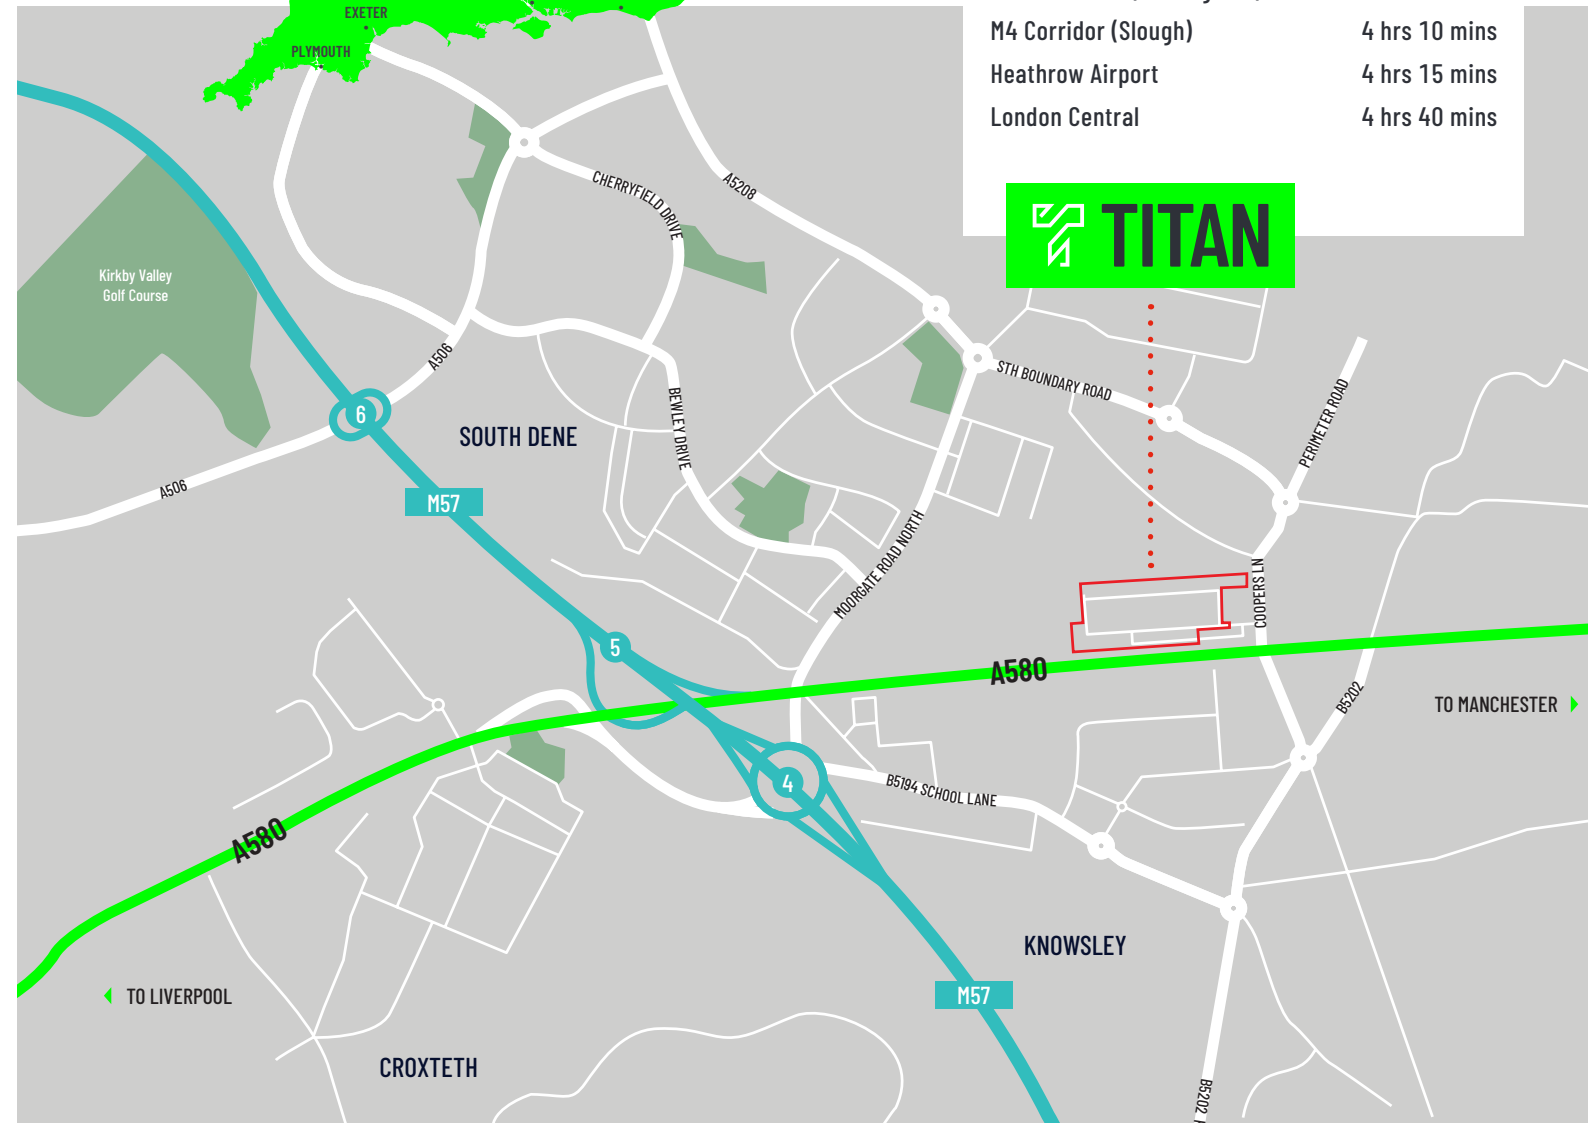 EXETER
PLYMOUTH
M4 Corridor (Slough) 4 hrs 10 mins
Heathrow Airport 4 hrs 15 mins
London Central 4 hrs 40 mins
TITAN
CHERRYFIELD DRIVE
A5208
Kirkby Valley
Golf Course
A506
STH BOUNDARY ROAD
PERIMETER ROAD
BEWLEY DRIVE
6
SOUTH DENE
A506
M57
MOORGATE ROAD NORTH
COOPERS LN
5
A580
B5202
TO MANCHESTER
4
B5194 SCHOOL LANE
A580
KNOWSLEY
TO LIVERPOOL
M57
CROXTETH
B5202